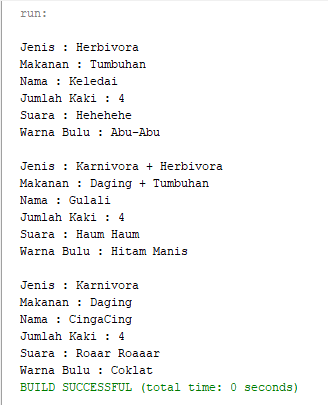 run:
Jenis : Herbivora
Makanan : Tumbuhan
Nama : Keledai
Jumlah Kaki : 4
Suara : Hehehehe
Warna Bulu : Abu-Abu
Jenis : Karnivora + Herbivora
Makanan : Daging + Tumbuhan
Nama : Gulali
Jumlah Kaki : 4
Suara : Haum Haum
Warna Bulu : Hitam Manis
Jenis : Karnivora
Makanan : Daging
Nama : CingaCing
Jumlah Kaki : 4
Suara : Roaar Roaaar
Warna Bulu : Coklat
BUILD SUCCESSFUL (total time: 0 seconds)